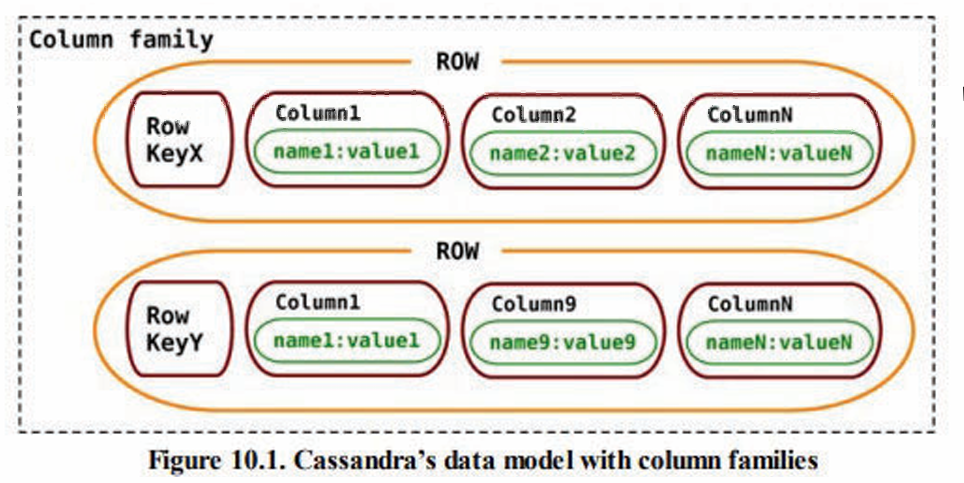 Column family
ROW
Row
KeyX
Column1
name1:value1
Column2
name2:value2
ColumnN
nameN:valueN
ROW
Row
KeyY
Column1
name1:value1
Column9
name9:value9
ColumnN
nameN:valueN
Figure 10.1. Cassandra's data model with column families